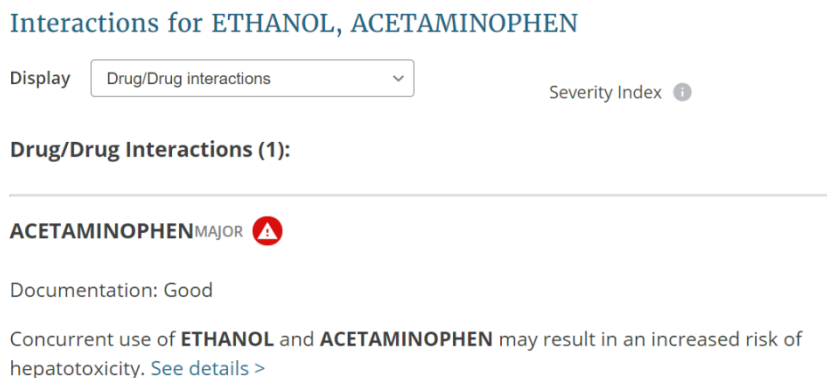 Interactions for ETHANOL, ACETAMINOPHEN
Display Drug/Drug interactions
Severity Index
Drug/Drug Interactions (1):
ACETAMINOPHEN MAJOR
Documentation: Good
Concurrent use of ETHANOL and ACETAMINOPHEN may result in an increased risk of
hepatotoxicity. See details >